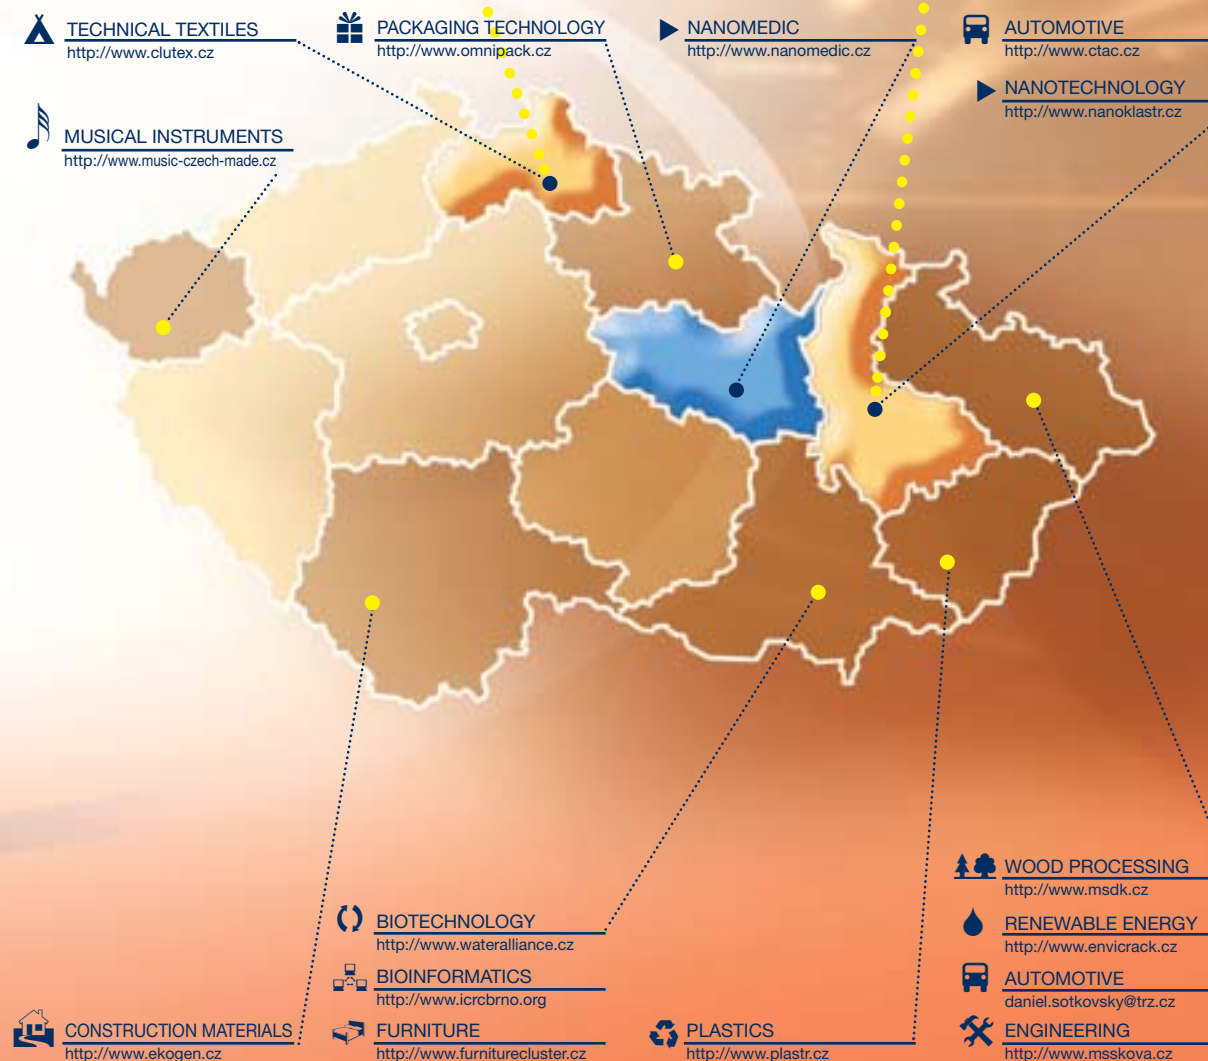 TECHNICAL TEXTILES
http://www.clutex.cz
PACKAGING TECHNOLOGY
http://www.omnipack.cz
NANOMEDIC
http://www.nanomedic.cz
AUTOMOTIVE
http://www.ctac.cz
NANOTECHNOLOGY
http://www.nanoklastr.cz
MUSICAL INSTRUMENTS
http://www.music-czech-made.cz
WOOD PROCESSING
http://www.msdk.cz
RENEWABLE ENERGY
http://www.envicrack.cz
AUTOMOTIVE
daniel.sotkovsky@trz.cz
ENGINEERING
http://www.msskova.cz
BIOTECHNOLOGY
http://www.wateralliance.cz
BIOINFORMATICS
http://www.icrcbrno.org
FURNITURE
http://www.furniturecluster.cz
CONSTRUCTION MATERIALS
http://www.ekogen.cz
PLASTICS
http://www.plastr.cz